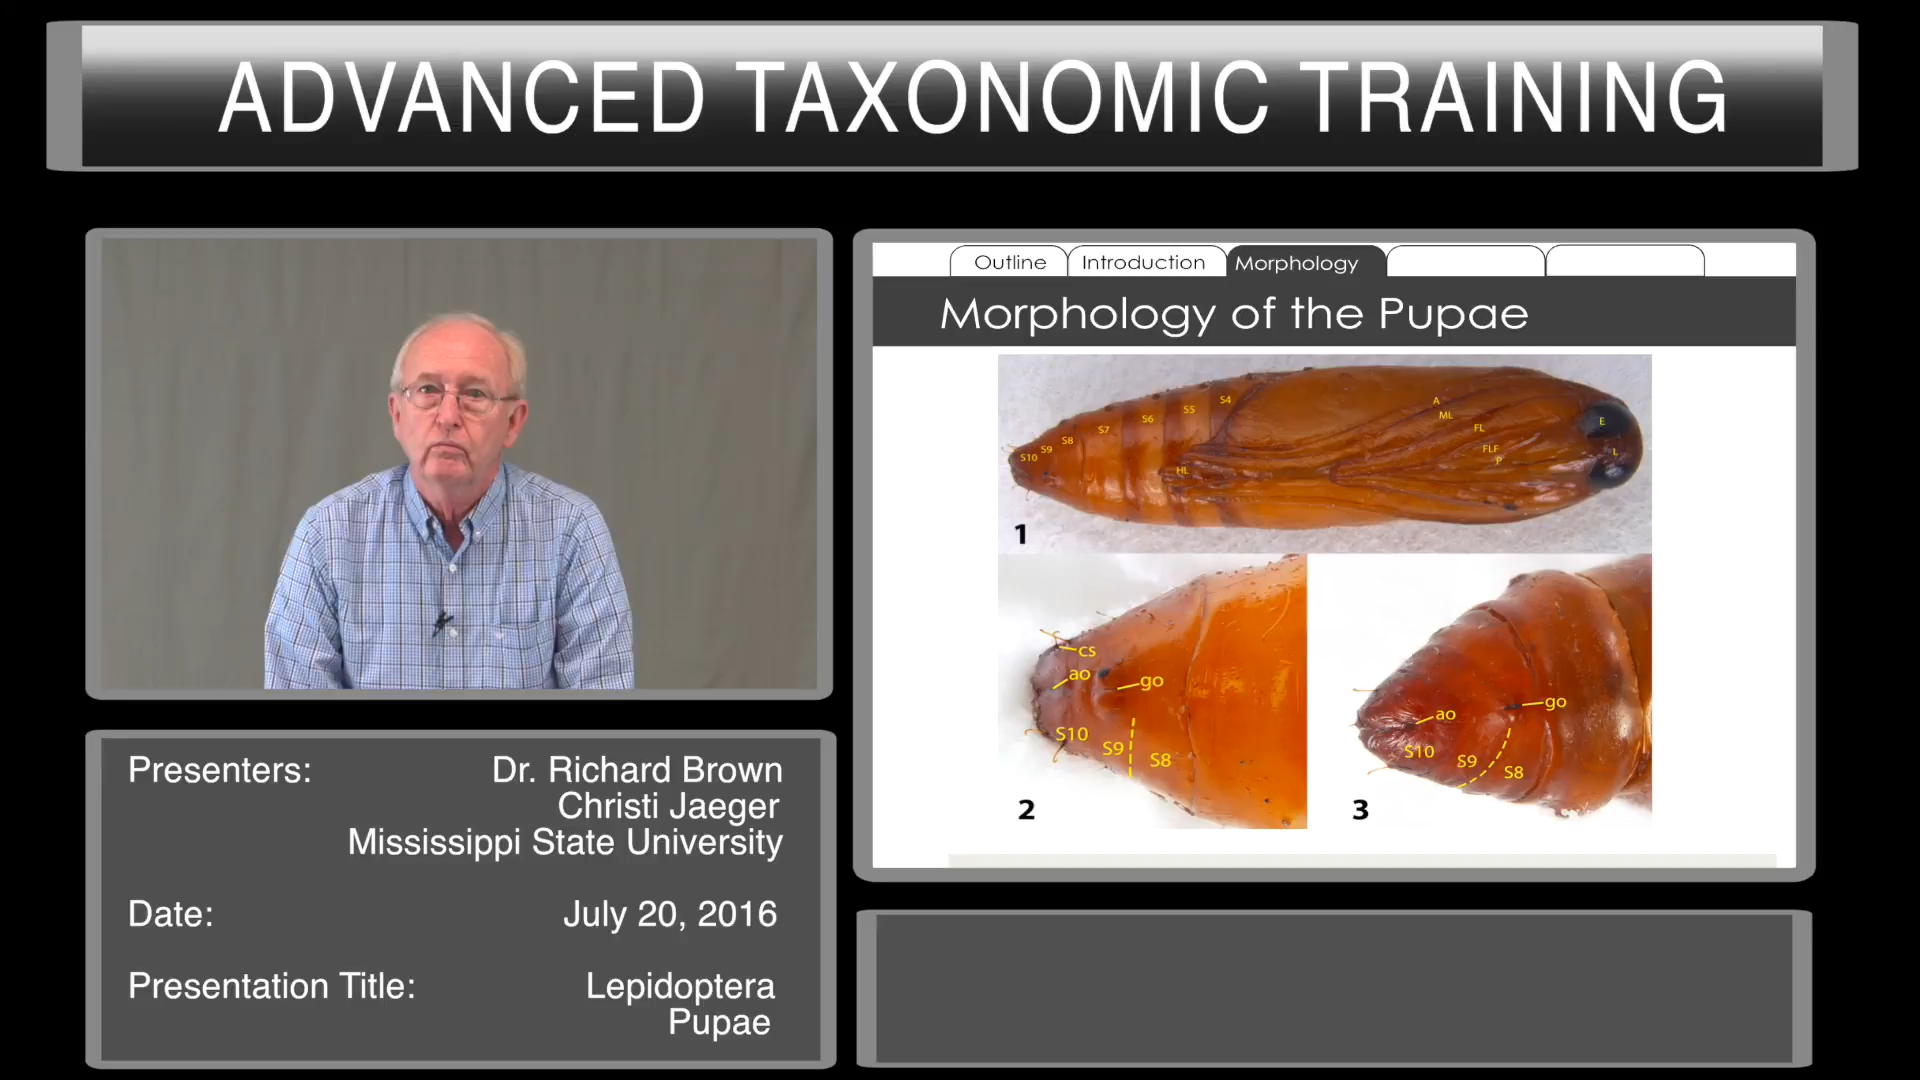 ADVANCED TAXONOMIC TRAINING
Outline
Introduction
Morphology
Morphology of the Pupae
S10
S9
S8
S7
S6
S5
S4
HL
A
ML
FL
FLF
P
E
L
1
cs
ao
go
S10
S9
S8
2
ao
go
S10
S9
S8
3
Presenters: Dr. Richard Brown
Christi Jaeger
Mississippi State University
Date: July 20, 2016
Presentation Title: Lepidoptera
Pupae